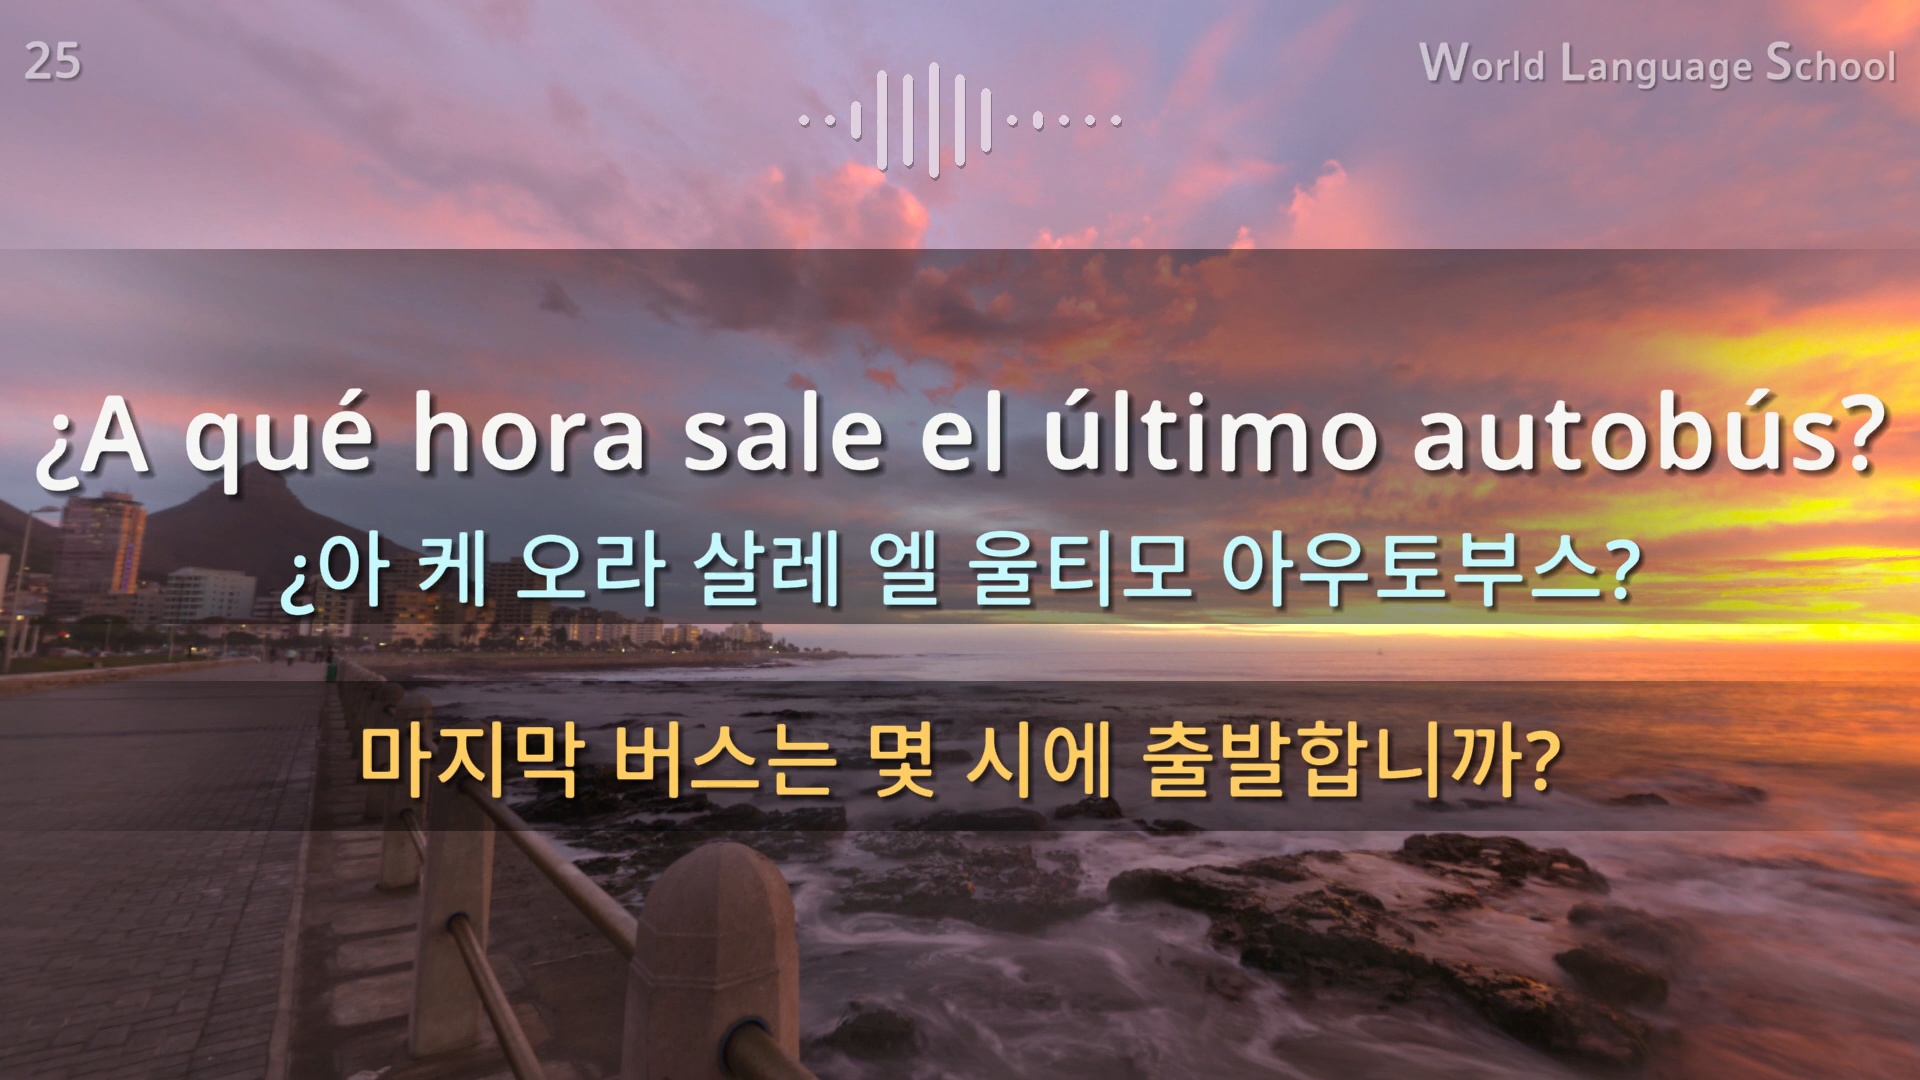 25
World Language School
¿A qué hora sale el último autobús?
¿아 케 오라 살레 엘 울티모 아우토부스?
마지막 버스는 몇 시에 출발합니까?